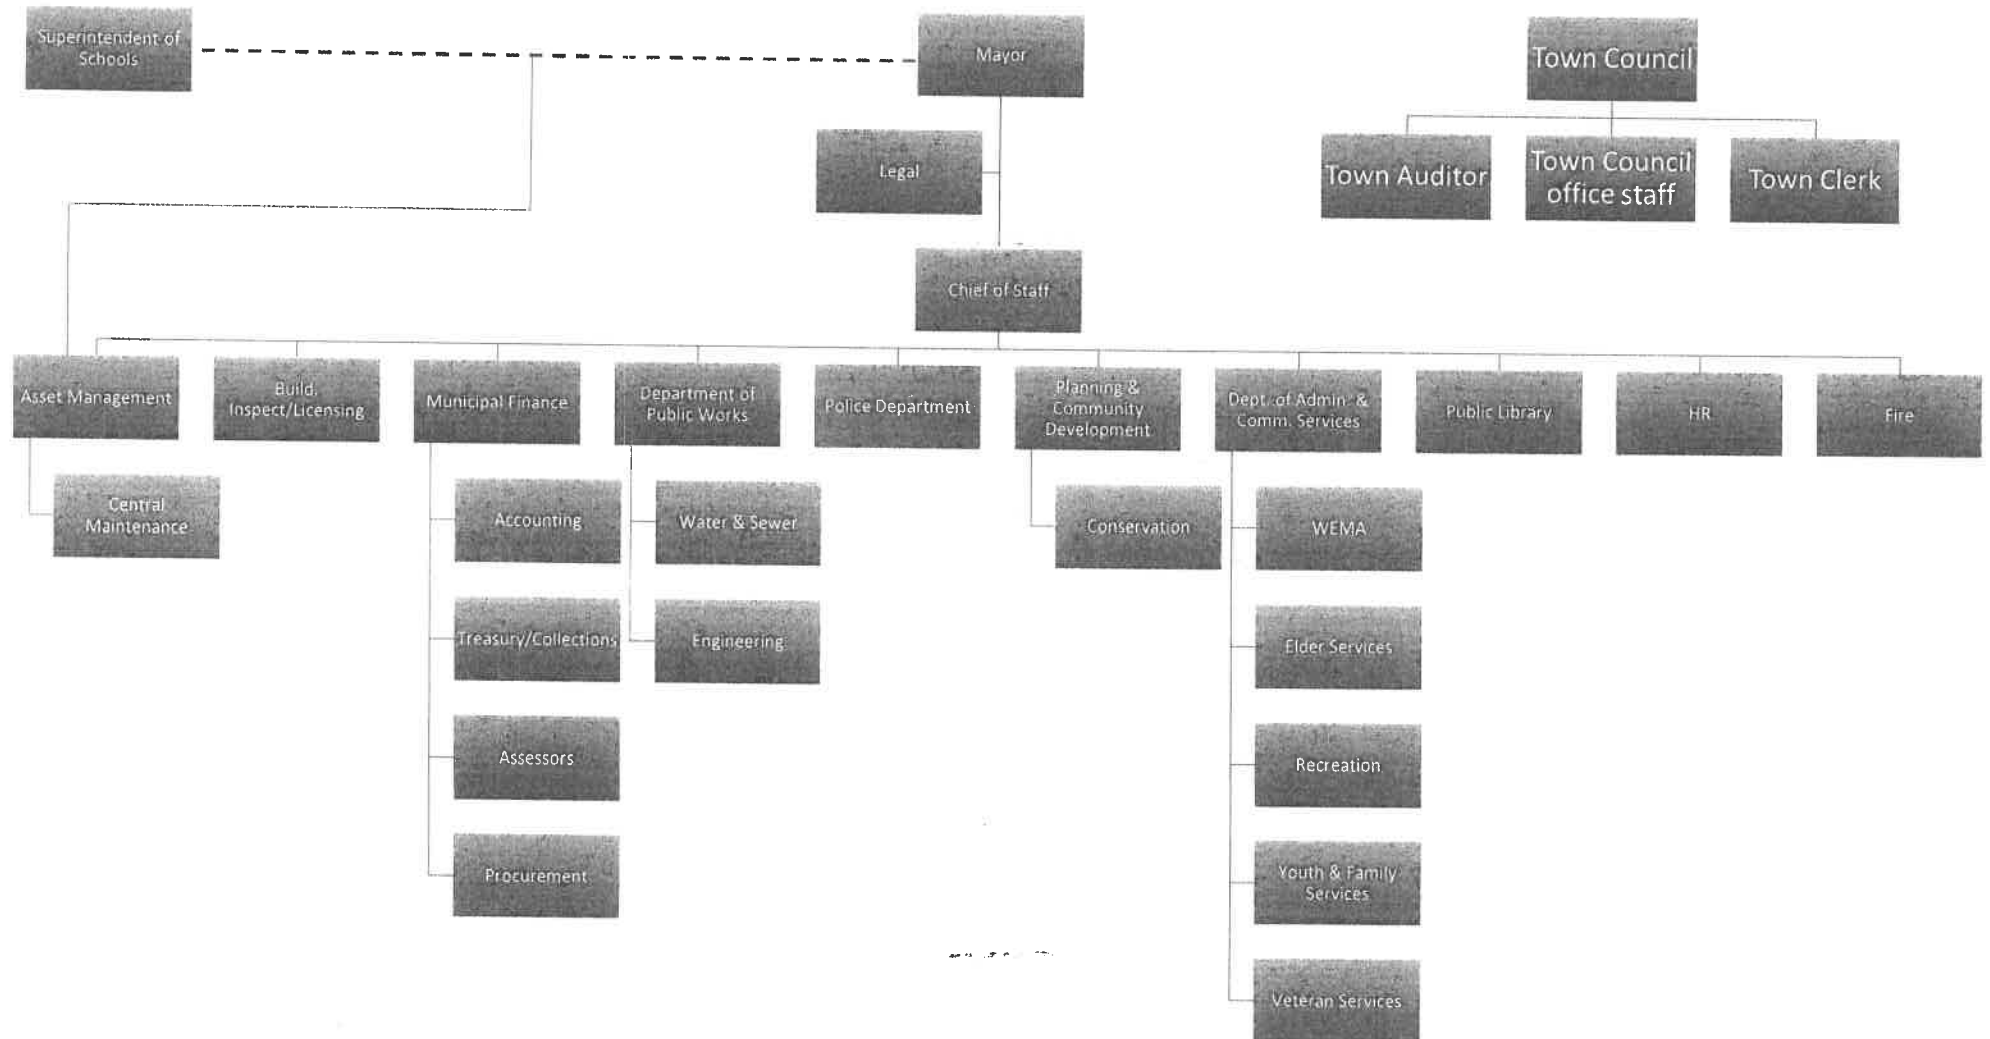 Superintendent of
Schools
Mayor
Town Council
Legal
Town Auditor
Town Council
office staff
Town Clerk
Chief of Staff
Asset Management
Build.
Inspect/Licensing
Municipal Finance
Department of
Public Works
Police Department
Planning &
Community
Development
Dept. of Admin. &
Comm. Services
Public Library
HR
Fire
Central
Maintenance
Accounting
Water & Sewer
Conservation
WEMA
Treasury/Collections
Engineering
Elder Services
Assessors
Recreation
Procurement
Youth & Family
Services
Veteran Services